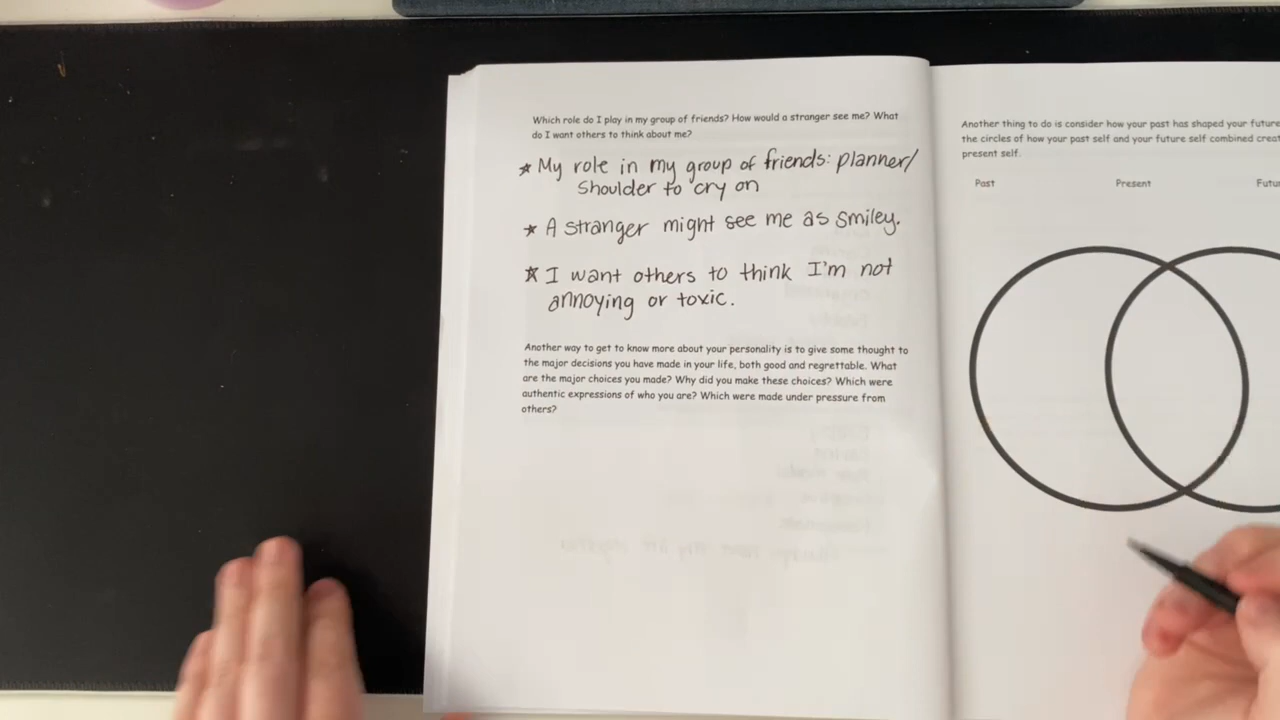 Which role do I play in my group of friends? How would a stranger see me? What
do I want others to think about me?
★ My role in my group of friends: planner/
shoulder to cry on
★ A stranger might see me as smiley.
★ I want others to think I'm not
annoying or toxic.
Another way to get to know more about your personality is to give some thought to
the major decisions you have made in your life, both good and regrettable. What
are the major choices you made? Why did you make these choices? Which were
authentic expressions of who you are? Which were made under pressure from
others?
Another thing to do is consider how your past has shaped your future
the circles of how your past self and your future self combined
present self.
Past Present